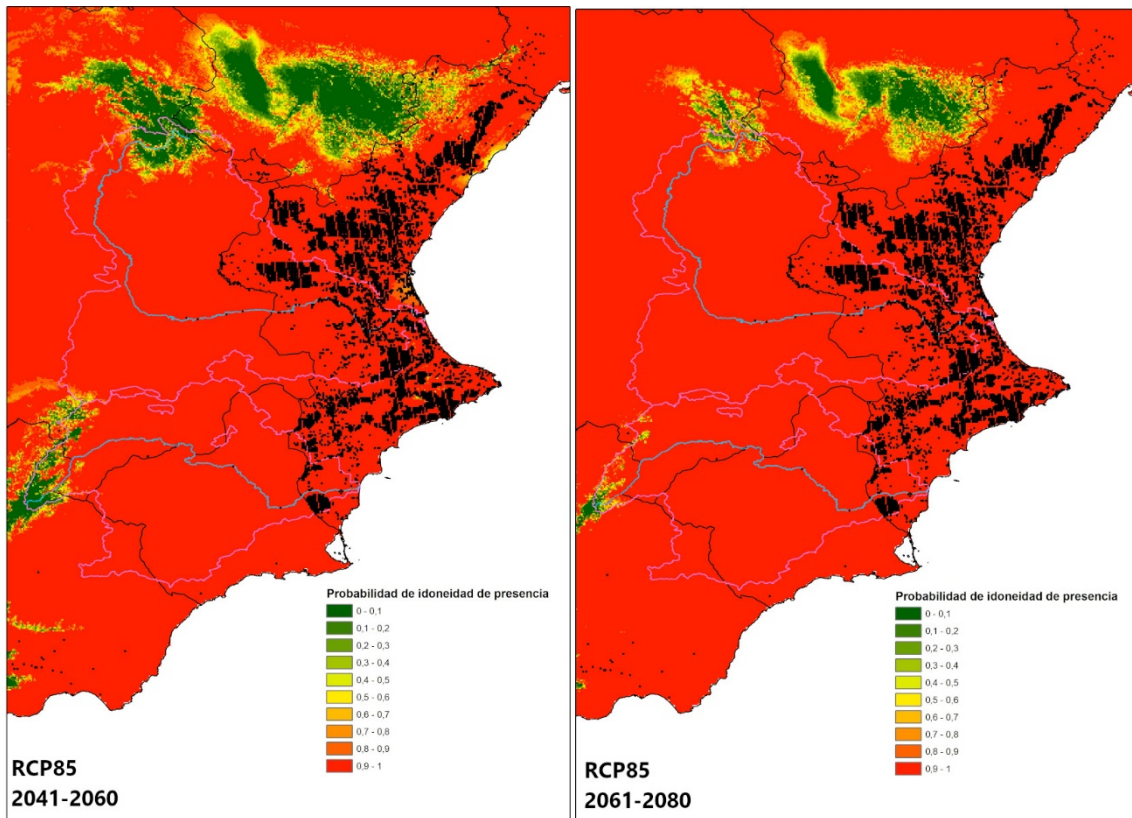 Probabilidad de idoneidad de presencia
0 - 0,1
0,1 - 0,2
0,2 - 0,3
0,3 - 0,4
0,4 - 0,5
0,5 - 0,6
0,6 - 0,7
0,7 - 0,8
0,8 - 0,9
0,9 - 1
RCP85
2041-2060
Probabilidad de idoneidad de presencia
0 - 0,1
0,1 - 0,2
0,2 - 0,3
0,3 - 0,4
0,4 - 0,5
0,5 - 0,6
0,6 - 0,7
0,7 - 0,8
0,8 - 0,9
0,9 - 1
RCP85
2061-2080